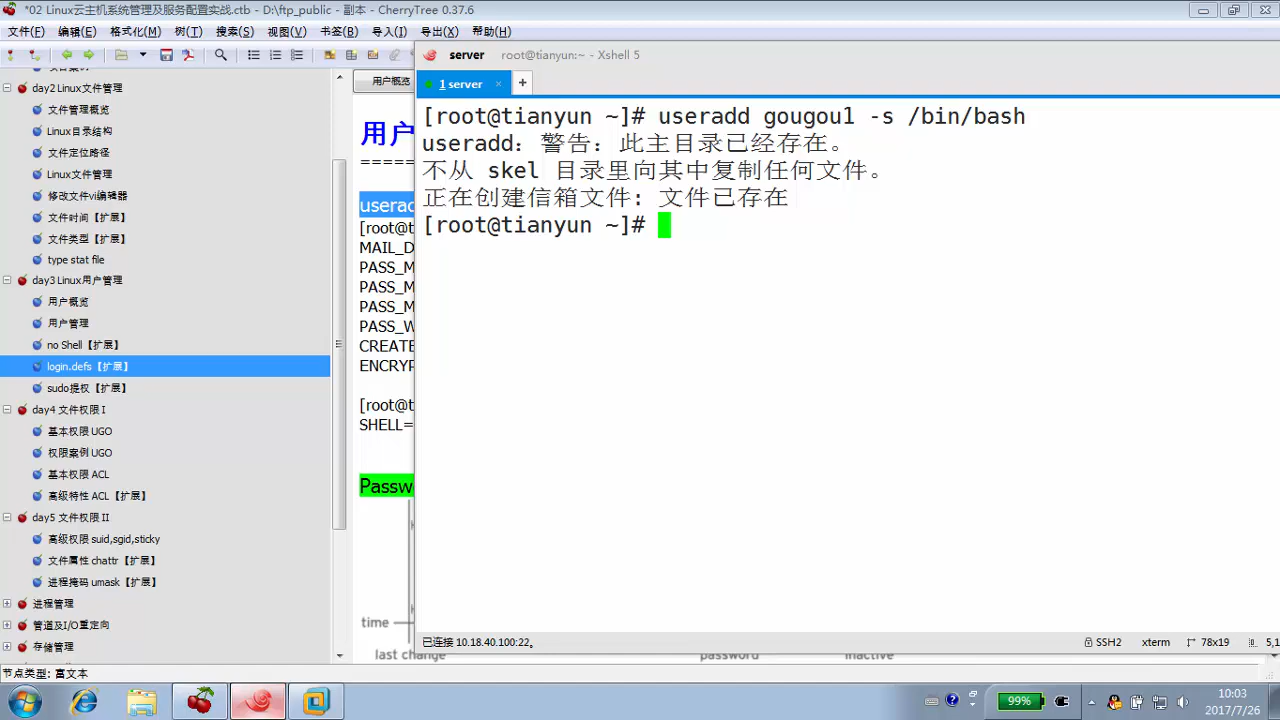 *02 Linux云主机系统管理及服务配置实战.ctb - D:\ftp_public - 副本 - CherryTree 0.37.6
文件(F) 编辑(E) 格式化(M) 树(T) 搜索(S) 视图(V) 书签(B) 导入(I) 导出(X) 帮助(H)
day2 Linux文件管理
文件管理概览
Linux目录结构
文件定位路径
Linux文件管理
修改文件vi编辑器
文件时间【扩展】
文件类型【扩展】
type stat file
day3 Linux用户管理
用户概览
用户管理
no Shell【扩展】
login.defs【扩展】
sudo提权【扩展】
day4 文件权限 I
基本权限 UGO
权限案例 UGO
基本权限 ACL
高级特性 ACL【扩展】
day5 文件权限 II
高级权限 suid,sgid,sticky
文件属性 chattr【扩展】
进程掩码 umask【扩展】
进程管理
管道及I/O重定向
存储管理
节点类型: 富文本
用户概览
用户
=====
userad
[root@t
MAIL_D
PASS_M
PASS_M
PASS_M
PASS_W
CREATE
ENCRYP
[root@t
SHELL=
Passw
time
last change
password
inactive
server root@tianyun:~ - Xshell 5
1 server × +
[root@tianyun ~]# useradd gougou1 -s /bin/bash
useradd：警告：此主目录已经存在。
不从 skel 目录里向其中复制任何文件。
正在创建信箱文件: 文件已存在
[root@tianyun ~]#
已连接 10.18.40.100:22。
SSH2 xterm 78x19 5,1
99%
10:03
2017/7/26